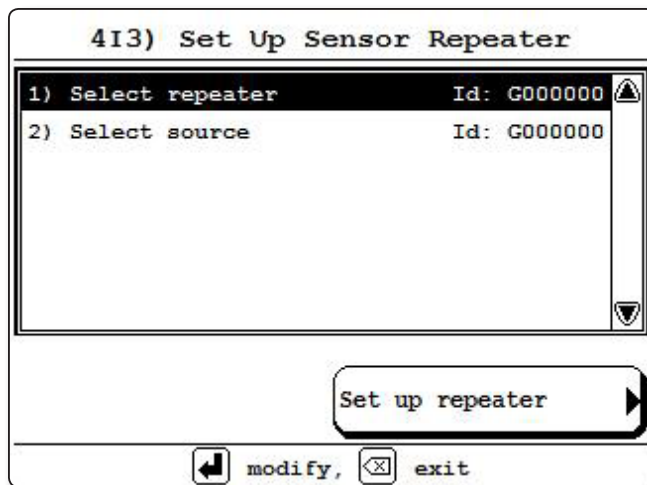 4I3) Set Up Sensor Repeater
1) Select repeater Id: G000000
2) Select source Id: G000000
Set up repeater
modify, exit